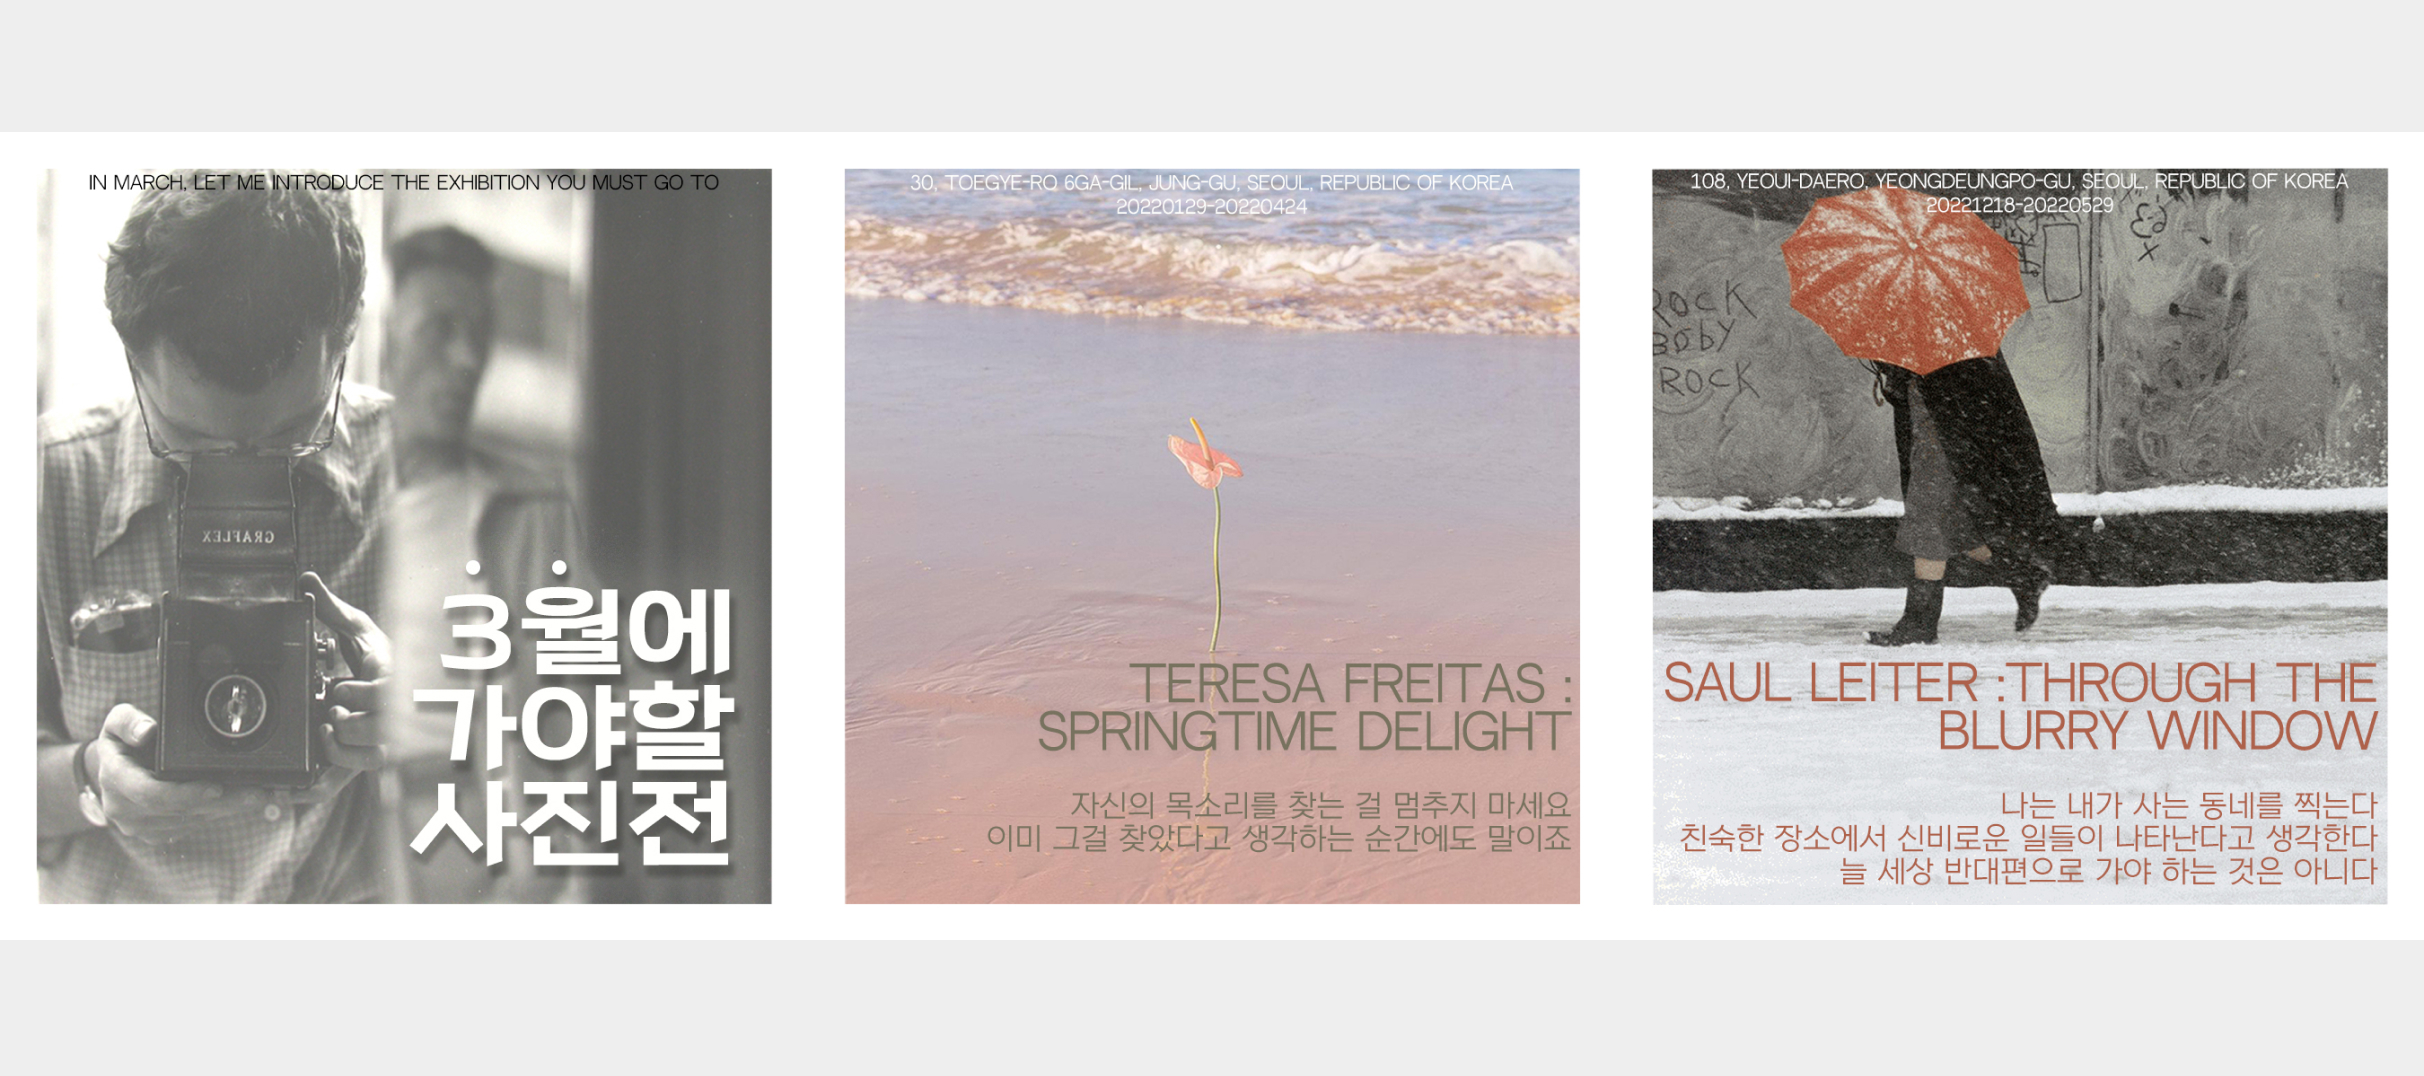 IN MARCH, LET ME INTRODUCE THE EXHIBITION YOU MUST GO TO
GRAFLEX
3월에
가야할
사진전
30, TOEGYE-RO 6GA-GIL, JUNG-GU, SEOUL, REPUBLIC OF KOREA
20220129-20220424
TERESA FREITAS :
SPRINGTIME DELIGHT
자신의 목소리를 찾는 걸 멈추지 마세요
이미 그걸 찾았다고 생각하는 순간에도 말이죠
108, YEOUI-DAERO, YEONGDEUNGPO-GU, SEOUL, REPUBLIC OF KOREA
20221218-20220529
ROCK
BOby
ROCK
SAUL LEITER :THROUGH THE
BLURRY WINDOW
나는 내가 사는 동네를 찍는다
친숙한 장소에서 신비로운 일들이 나타난다고 생각한다
늘 세상 반대편으로 가야 하는 것은 아니다